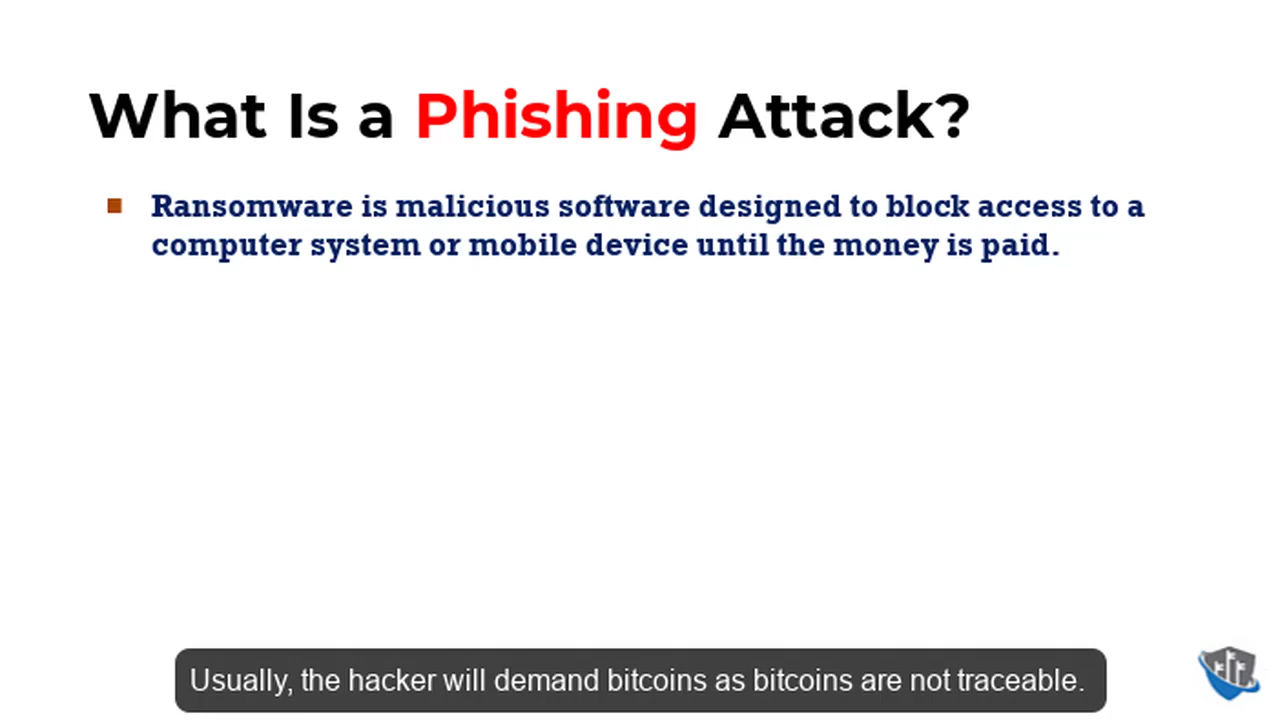 What Is a Phishing Attack?
Ransomware is malicious software designed to block access to a
computer system or mobile device until the money is paid.
Usually, the hacker will demand bitcoins as bitcoins are not traceable.